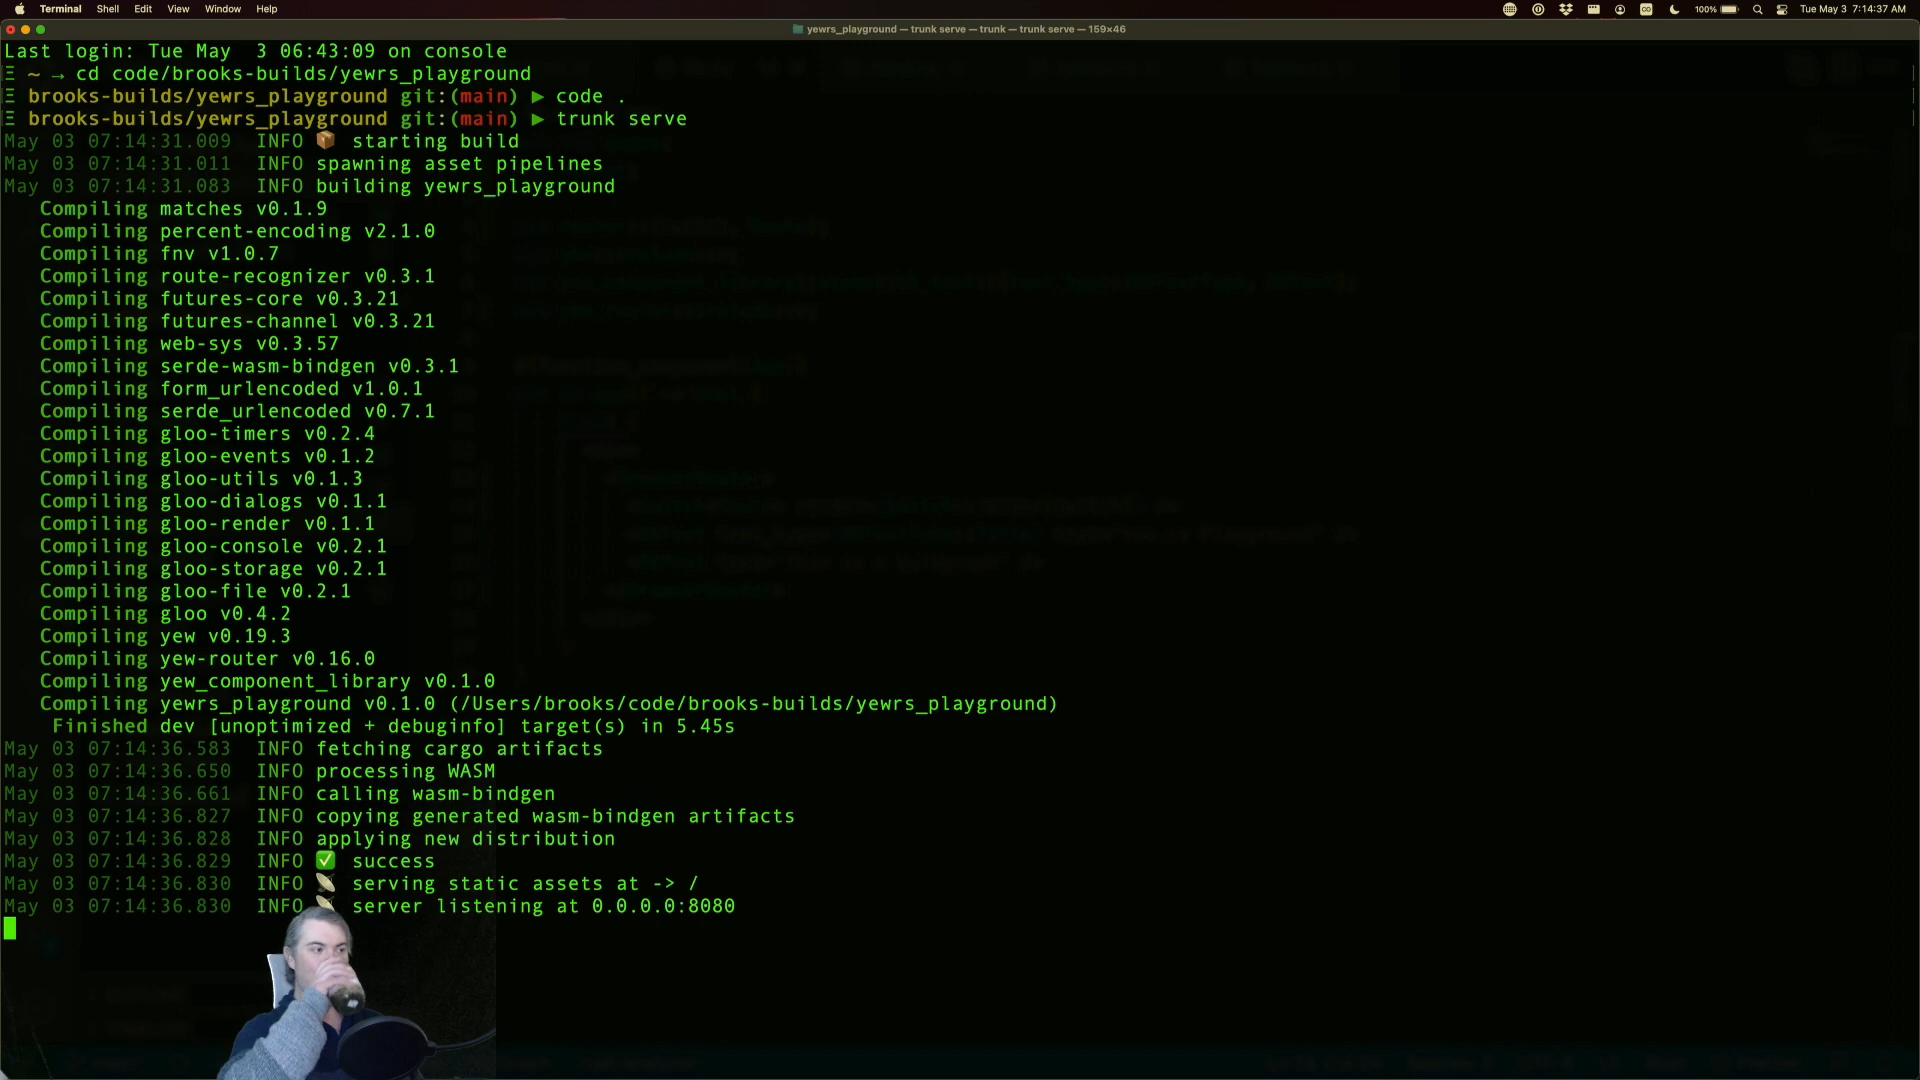 Terminal Shell Edit View Window Help 100% Tue May 3 7:14:37 AM
yewrs_playground — trunk serve — trunk — trunk serve — 159×46
Last login: Tue May  3 06:43:09 on console
Ξ ~ → cd code/brooks-builds/yewrs_playground
Ξ brooks-builds/yewrs_playground git:(main) ▶ code .
Ξ brooks-builds/yewrs_playground git:(main) ▶ trunk serve
May 03 07:14:31.009  INFO 📦 starting build
May 03 07:14:31.011  INFO spawning asset pipelines
May 03 07:14:31.083  INFO building yewrs_playground
Compiling matches v0.1.9
Compiling percent-encoding v2.1.0
Compiling fnv v1.0.7
Compiling route-recognizer v0.3.1
Compiling futures-core v0.3.21
Compiling futures-channel v0.3.21
Compiling web-sys v0.3.57
Compiling serde-wasm-bindgen v0.3.1
Compiling form_urlencoded v1.0.1
Compiling serde_urlencoded v0.7.1
Compiling gloo-timers v0.2.4
Compiling gloo-events v0.1.2
Compiling gloo-utils v0.1.3
Compiling gloo-dialogs v0.1.1
Compiling gloo-render v0.1.1
Compiling gloo-console v0.2.1
Compiling gloo-storage v0.2.1
Compiling gloo-file v0.2.1
Compiling gloo v0.4.2
Compiling yew v0.19.3
Compiling yew-router v0.16.0
Compiling yew_component_library v0.1.0
Compiling yewrs_playground v0.1.0 (/Users/brooks/code/brooks-builds/yewrs_playground)
Finished dev [unoptimized + debuginfo] target(s) in 5.45s
May 03 07:14:36.583  INFO fetching cargo artifacts
May 03 07:14:36.650  INFO processing WASM
May 03 07:14:36.661  INFO calling wasm-bindgen
May 03 07:14:36.827  INFO copying generated wasm-bindgen artifacts
May 03 07:14:36.828  INFO applying new distribution
May 03 07:14:36.829  INFO ✅ success
May 03 07:14:36.830  INFO 📡 serving static assets at -> /
May 03 07:14:36.830  INFO 📡 server listening at 0.0.0.0:8080